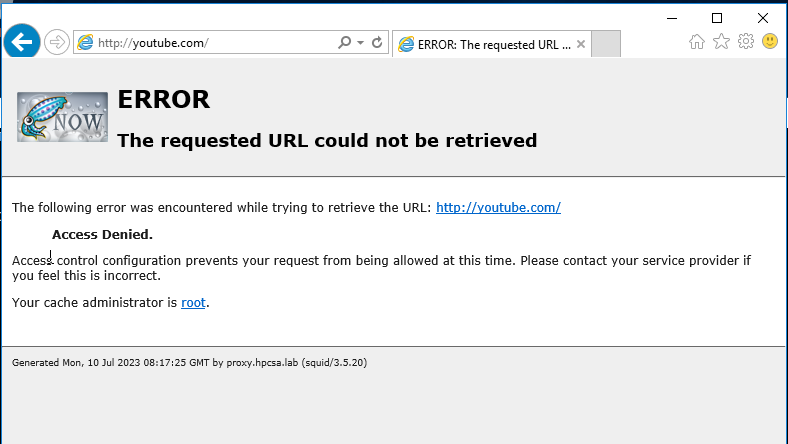 http://youtube.com/
ERROR: The requested URL ...
NOW
ERROR
The requested URL could not be retrieved
The following error was encountered while trying to retrieve the URL: http://youtube.com/
Access Denied.
Access control configuration prevents your request from being allowed at this time. Please contact your service provider if
you feel this is incorrect.
Your cache administrator is root.
Generated Mon, 10 Jul 2023 08:17:25 GMT by proxy.hpcsa.lab (squid/3.5.20)